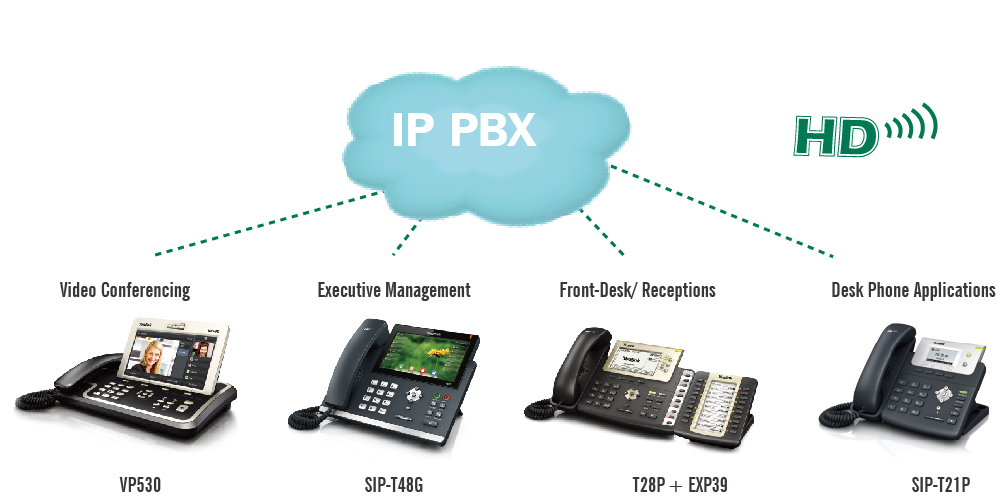 IP PBX
HD
Video Conferencing
Executive Management
Front-Desk/ Receptions
Desk Phone Applications
Yealink
VP530
SIP-T48G
T28P + EXP39
SIP-T21P